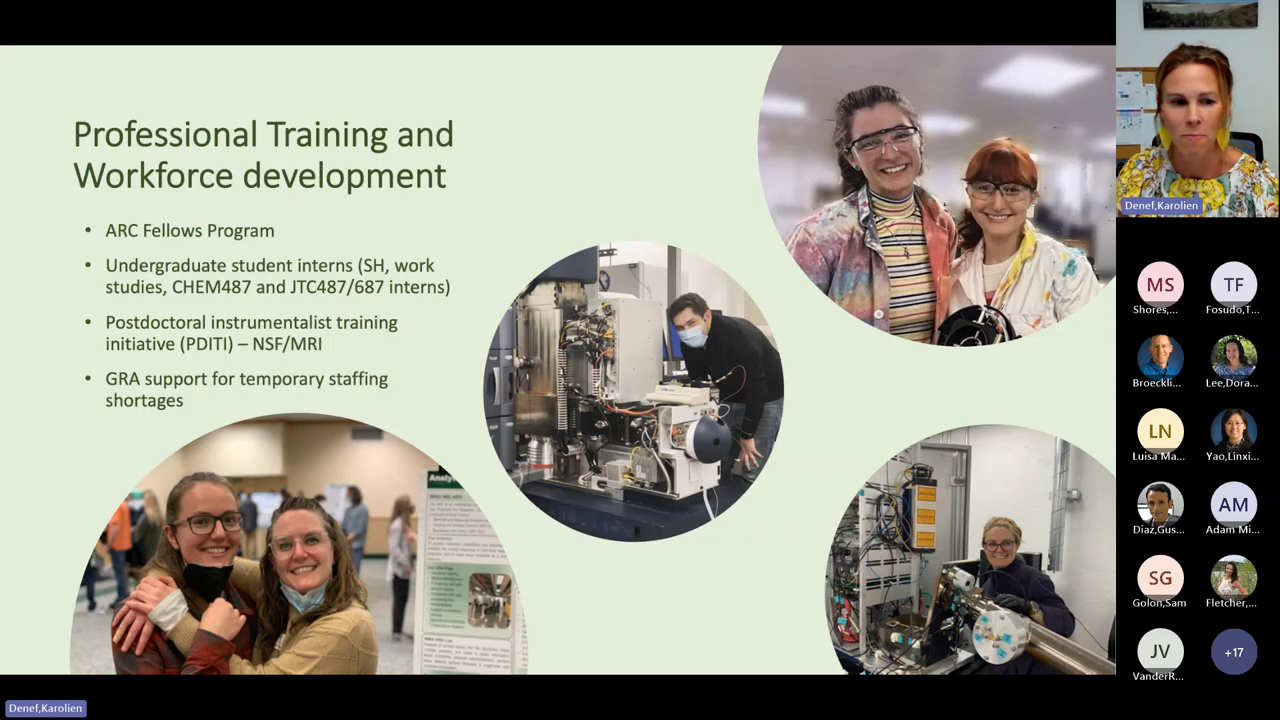 Professional Training and
Workforce development
• ARC Fellows Program
• Undergraduate student interns (SH, work
studies, CHEM487 and JTC487/687 interns)
• Postdoctoral instrumentalist training
initiative (PDITI) – NSF/MRI
• GRA support for temporary staffing
shortages
WHO WE ARE
Denef,Karolien
MS
TF
Shores,...
Fosudo,T...
Broeckli...
Lee,Dora...
LN
Luisa Ma...
Yao,Linxi...
AM
Diaz,Gus...
Adam Mi...
SG
Golon,Sam
Fletcher,...
JV
+17
VanderR...
Denef,Karolien